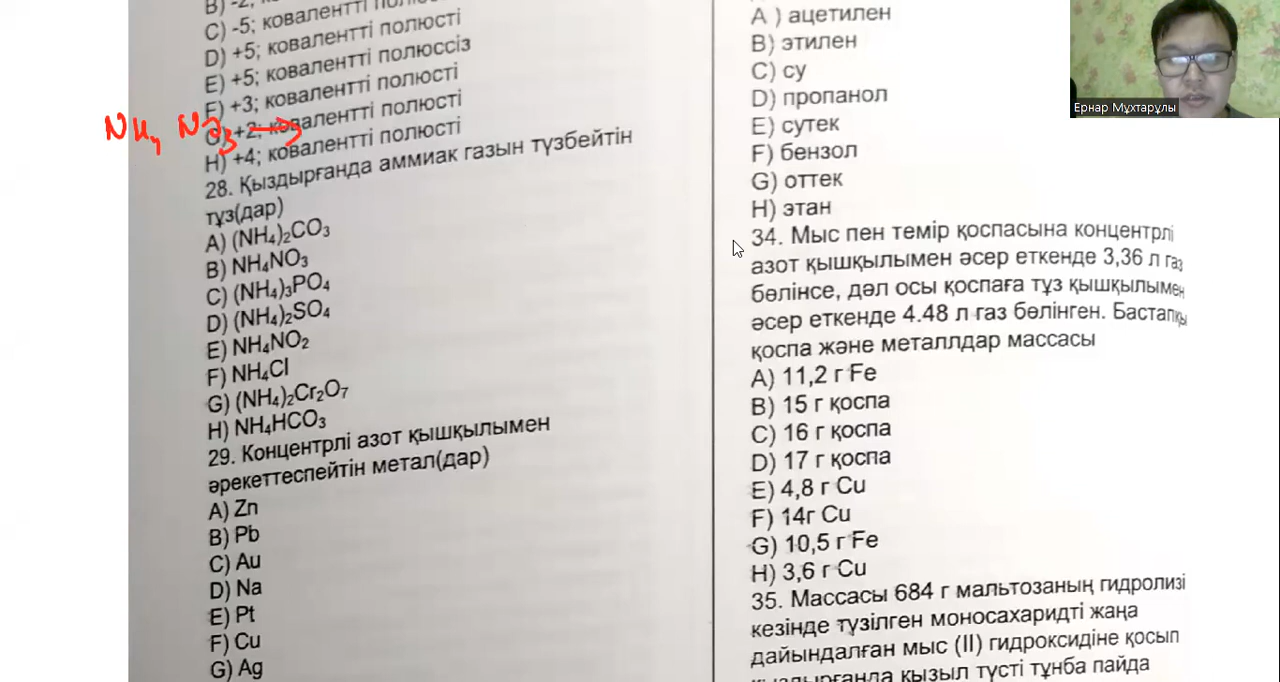 B) -2;
C) -5; ковалентті
D) +5; ковалентті полюсті
E) +5; ковалентті полюссіз
F) +3; ковалентті полюсті
G) +2; ковалентті полюсті
H) +4; ковалентті полюсті
28. Қыздырғанда аммиак газын түзбейтін
тұз(дар)
A) (NH₄)₂CO₃
B) NH₄NO₃
C) (NH₄)₃PO₄
D) (NH₄)₂SO₄
E) NH₄NO₂
F) NH₄Cl
G) (NH₄)₂Cr₂O₇
H) NH₄HCO₃
29. Концентрлі азот қышқылымен
әрекеттеспейтін метал(дар)
A) Zn
B) Pb
C) Au
D) Na
E) Pt
F) Cu
G) Ag
A ) ацетилен
B) этилен
C) су
D) пропанол
E) сутек
F) бензол
G) оттек
H) этан
34. Мыс пен темір қоспасына концентрлі
азот қышқылымен әсер еткенде 3,36 л газ
бөлінсе, дәл осы қоспаға тұз қышқылымен
әсер еткенде 4.48 л газ бөлінген. Бастапқы
қоспа және металлдар массасы
A) 11,2 г Fe
B) 15 г қоспа
C) 16 г қоспа
D) 17 г қоспа
E) 4,8 г Cu
F) 14г Cu
G) 10,5 г Fe
H) 3,6 г Cu
35. Массасы 684 г мальтозаның гидролизі
кезінде түзілген моносахаридті жаңа
дайындалған мыс (II) гидроксидіне қосып
қыздырғанда қызыл түсті тұнба пайда
Ернар Мұхтарұлы